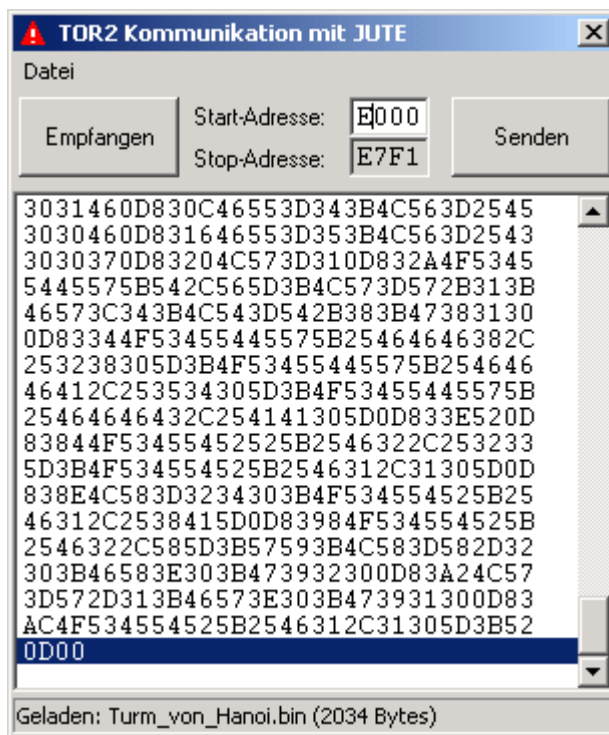 TOR2 Kommunikation mit JUTE
Datei
Empfangen
Start-Adresse: E000
Stop-Adresse: E7F1
Senden
3031460D830C46553D343B4C563D2545
3030460D831646553D353B4C563D2543
3030370D83204C573D310D832A4F5345
5445575B542C565D3B4C573D572B313B
46573C343B4C543D542B383B47383130
0D83344F53455445575B25464646382C
253238305D3B4F53455445575B254646
46412C253534305D3B4F53455445575B
25464646432C254141305D0D833E520D
83844F534554525B2546322C253233
5D3B4F534554525B2546312C31305D0D
838E4C583D3234303B4F534554525B25
46312C2538415D0D83984F534554525B
2546322C585D3B57593B4C583D582D32
303B46583E303B473932300D83A24C57
3D572D313B46573E303B473931300D83
AC4F534554525B2546312C31305D3B52
0D00
Geladen: Turm_von_Hanoi.bin (2034 Bytes)